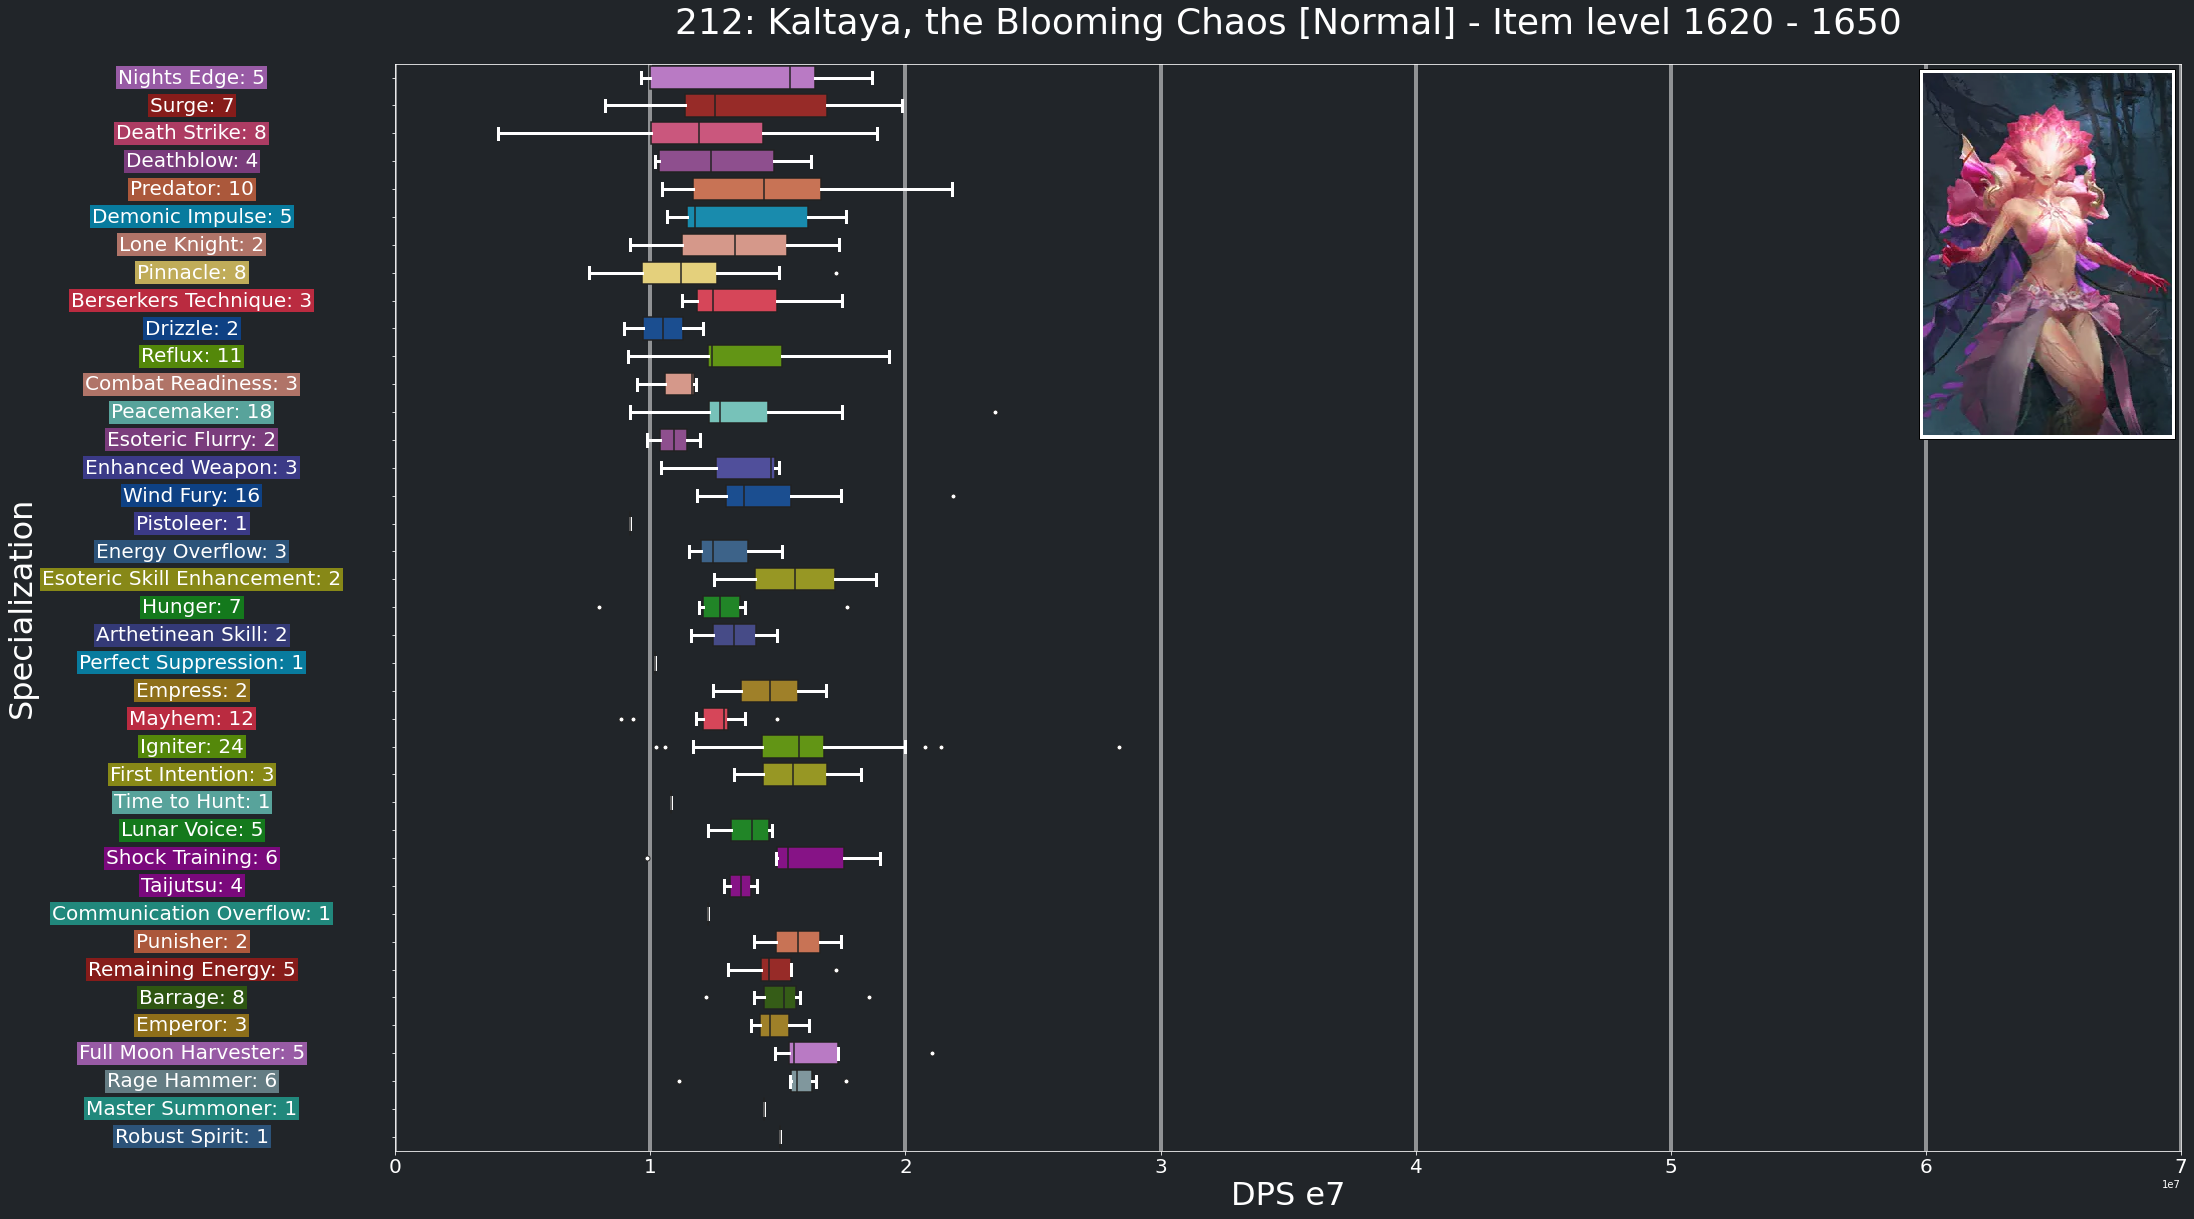 212: Kaltaya, the Blooming Chaos [Normal] - Item level 1620 - 1650
Specialization
Nights Edge: 5
Surge: 7
Death Strike: 8
Deathblow: 4
Predator: 10
Demonic Impulse: 5
Lone Knight: 2
Pinnacle: 8
Berserkers Technique: 3
Drizzle: 2
Reflux: 11
Combat Readiness: 3
Peacemaker: 18
Esoteric Flurry: 2
Enhanced Weapon: 3
Wind Fury: 16
Pistoleer: 1
Energy Overflow: 3
Esoteric Skill Enhancement: 2
Hunger: 7
Arthetinean Skill: 2
Perfect Suppression: 1
Empress: 2
Mayhem: 12
Igniter: 24
First Intention: 3
Time to Hunt: 1
Lunar Voice: 5
Shock Training: 6
Taijutsu: 4
Communication Overflow: 1
Punisher: 2
Remaining Energy: 5
Barrage: 8
Emperor: 3
Full Moon Harvester: 5
Rage Hammer: 6
Master Summoner: 1
Robust Spirit: 1
0 1 2 3 4 5 6 7
1e7
DPS e7